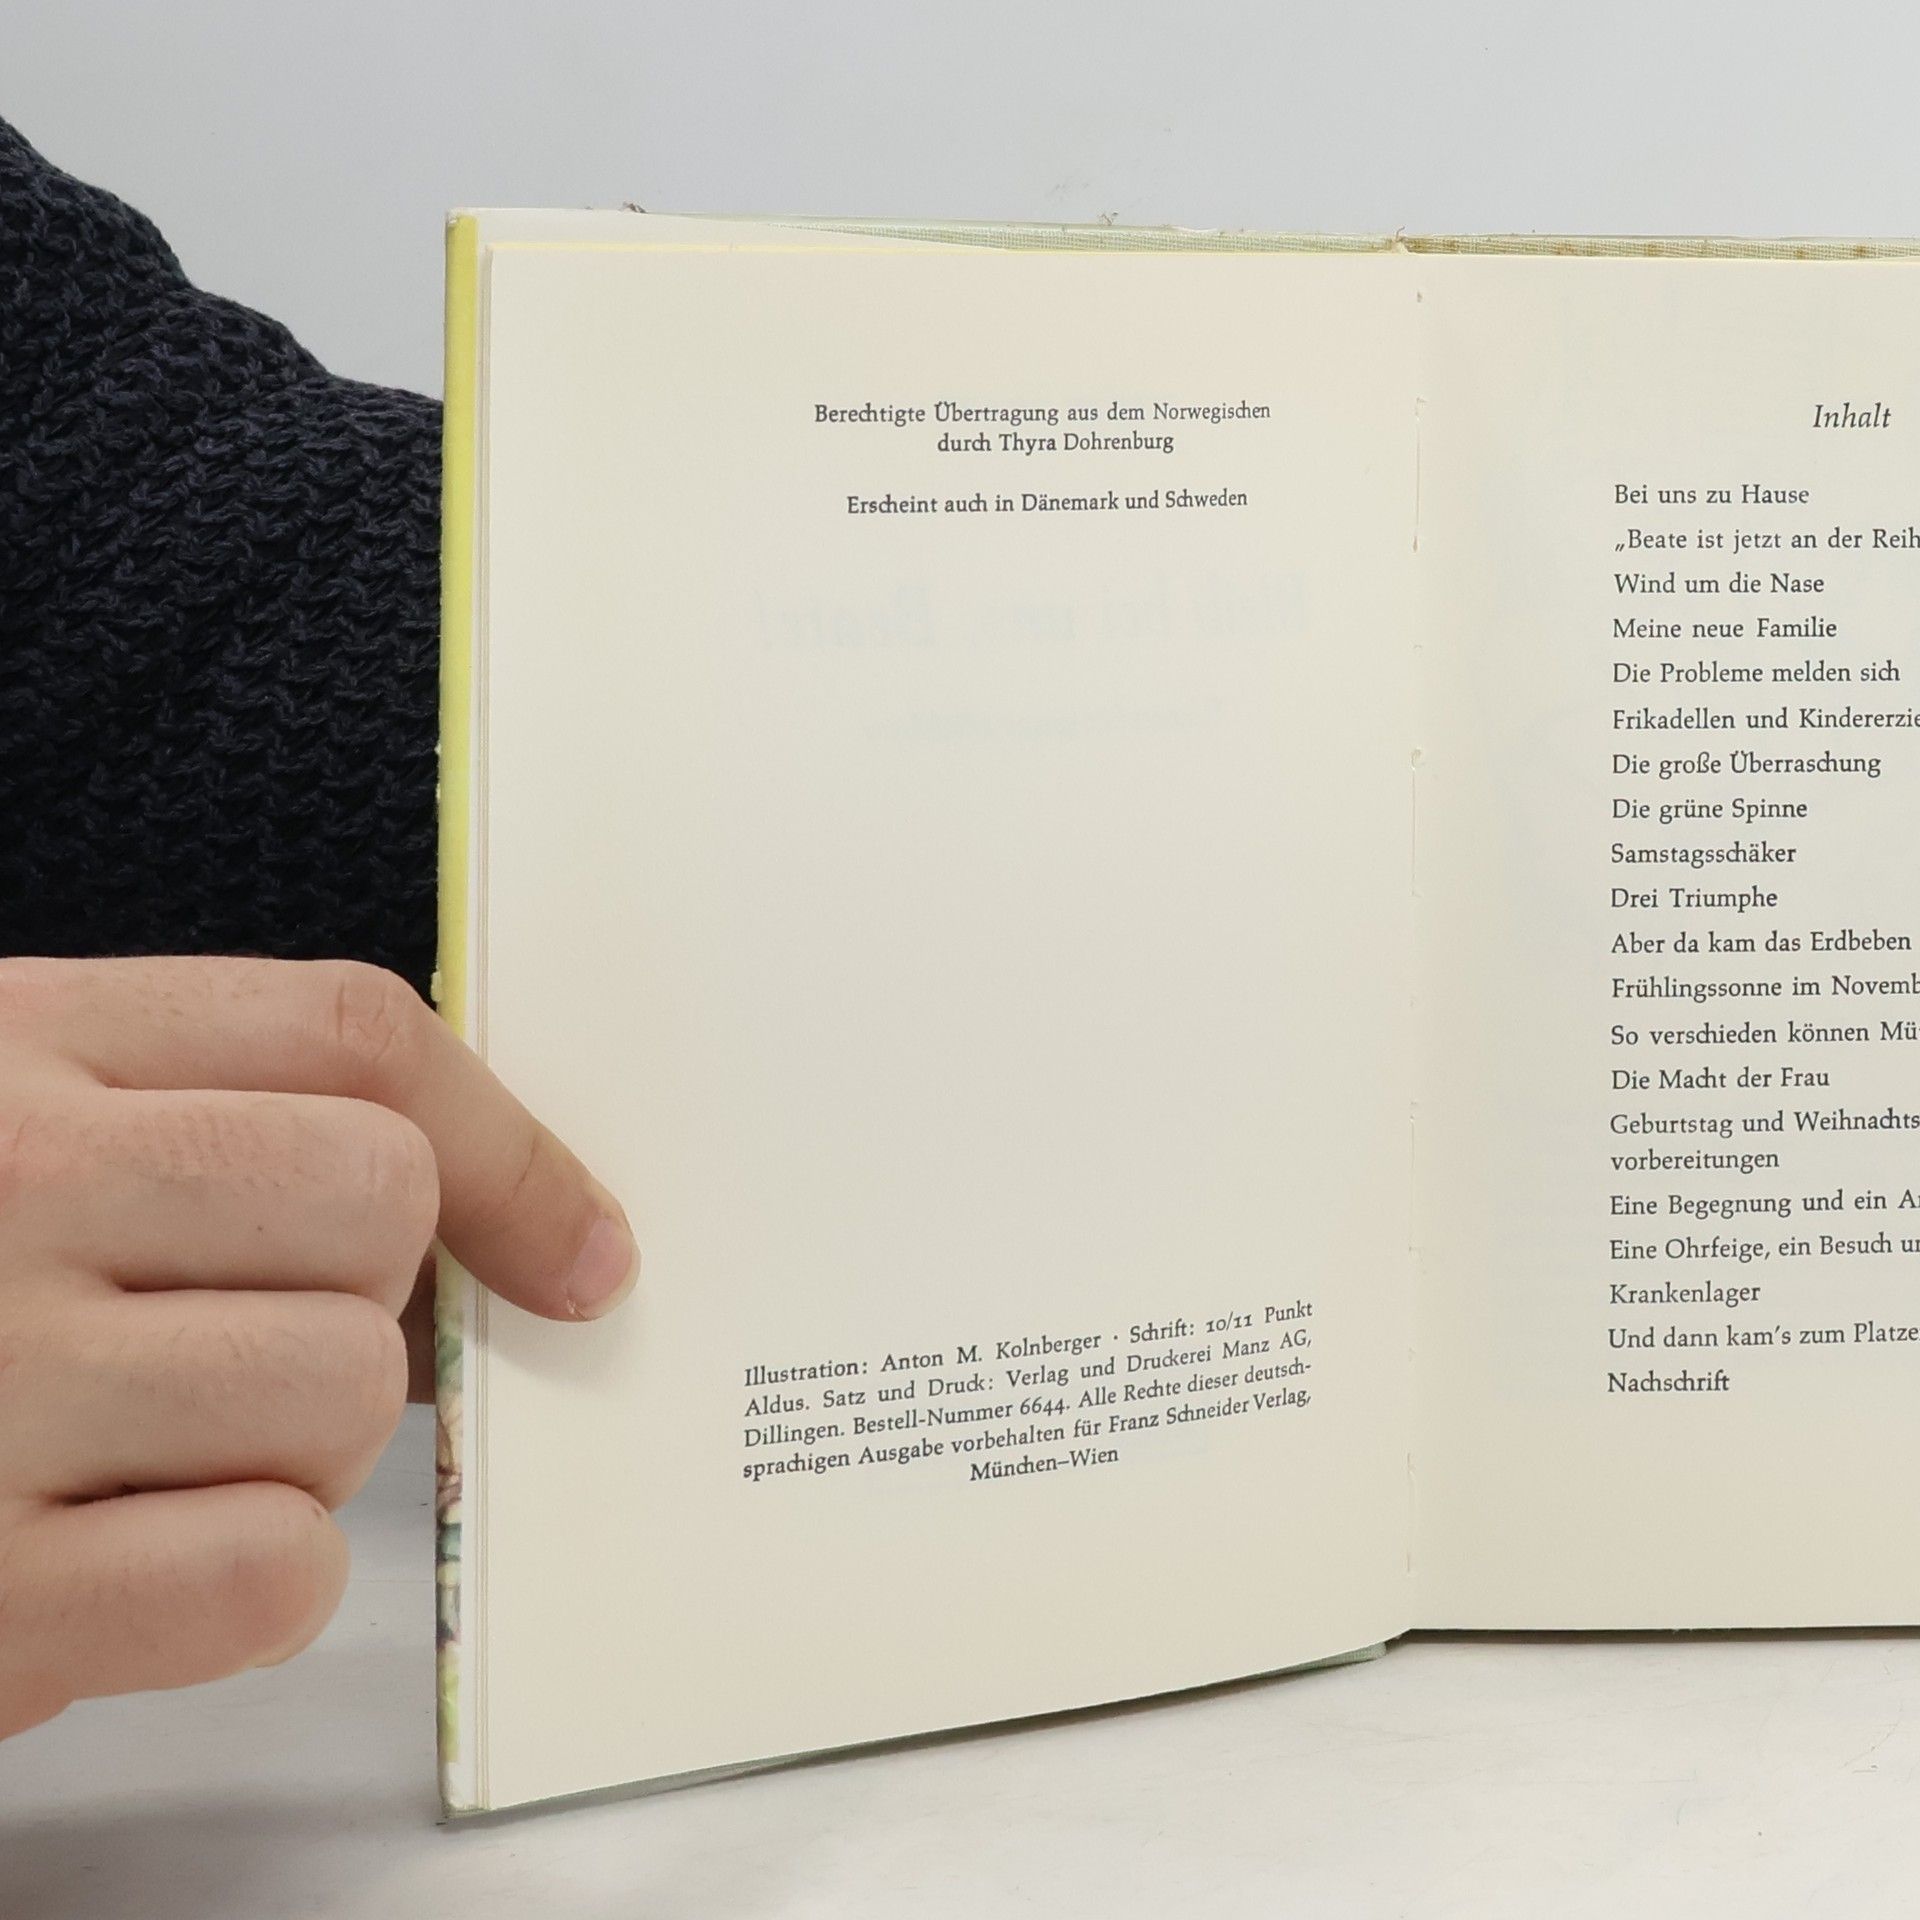 Berechtigte Übertragung aus dem Norwegischen
durch Thyra Dohrenburg
Erscheint auch in Dänemark und Schweden
Illustration: Anton M. Kolnberger · Schrift: 10/11 Punkt
Aldus. Satz und Druck: Verlag und Druckerei Manz AG,
Dillingen. Bestell-Nummer 6644. Alle Rechte dieser deutsch-
sprachigen Ausgabe vorbehalten für Franz Schneider Verlag,
München–Wien
Inhalt
Bei uns zu Hause
„Beate ist jetzt an der
Wind um die Nase
Meine neue Familie
Die Probleme melden sich
Frikadellen und
Die große Überraschung
Die grüne Spinne
Samstagsschäker
Drei Triumphe
Aber da kam das Erdbeben
Frühlingssonne im
So verschieden können
Die Macht der Frau
Geburtstag und
vorbereitungen
Eine Begegnung und ein
Eine Ohrfeige, ein Besuch
Krankenlager
Und dann kam's zum
Nachschrift